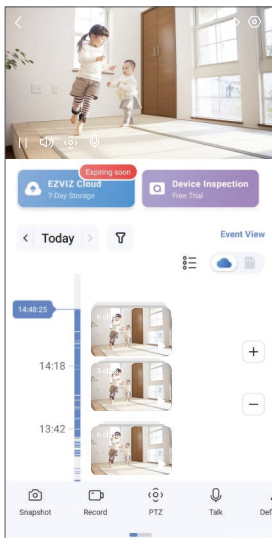 Expiring soon
EZVIZ Cloud
7-Day Storage
Device Inspection
Free Trial
Today
Event View
14:48:25
14:18
13:42
Snapshot
Record
PTZ
Talk